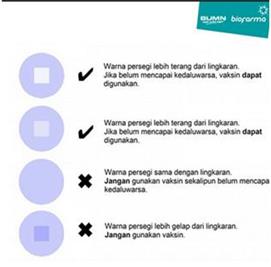 BUMN
biofarma
Warna persegi lebih terang dari lingkaran.
Jika belum mencapai kedaluwarsa, vaksin dapat
digunakan.
Warna persegi lebih terang dari lingkaran.
Jika belum mencapai kedaluwarsa, vaksin dapat
digunakan.
Warna persegi sama dengan lingkaran.
Jangan gunakan vaksin sekalipun belum mencapai
kedaluwarsa.
Warna persegi lebih gelap dari lingkaran.
Jangan gunakan vaksin.